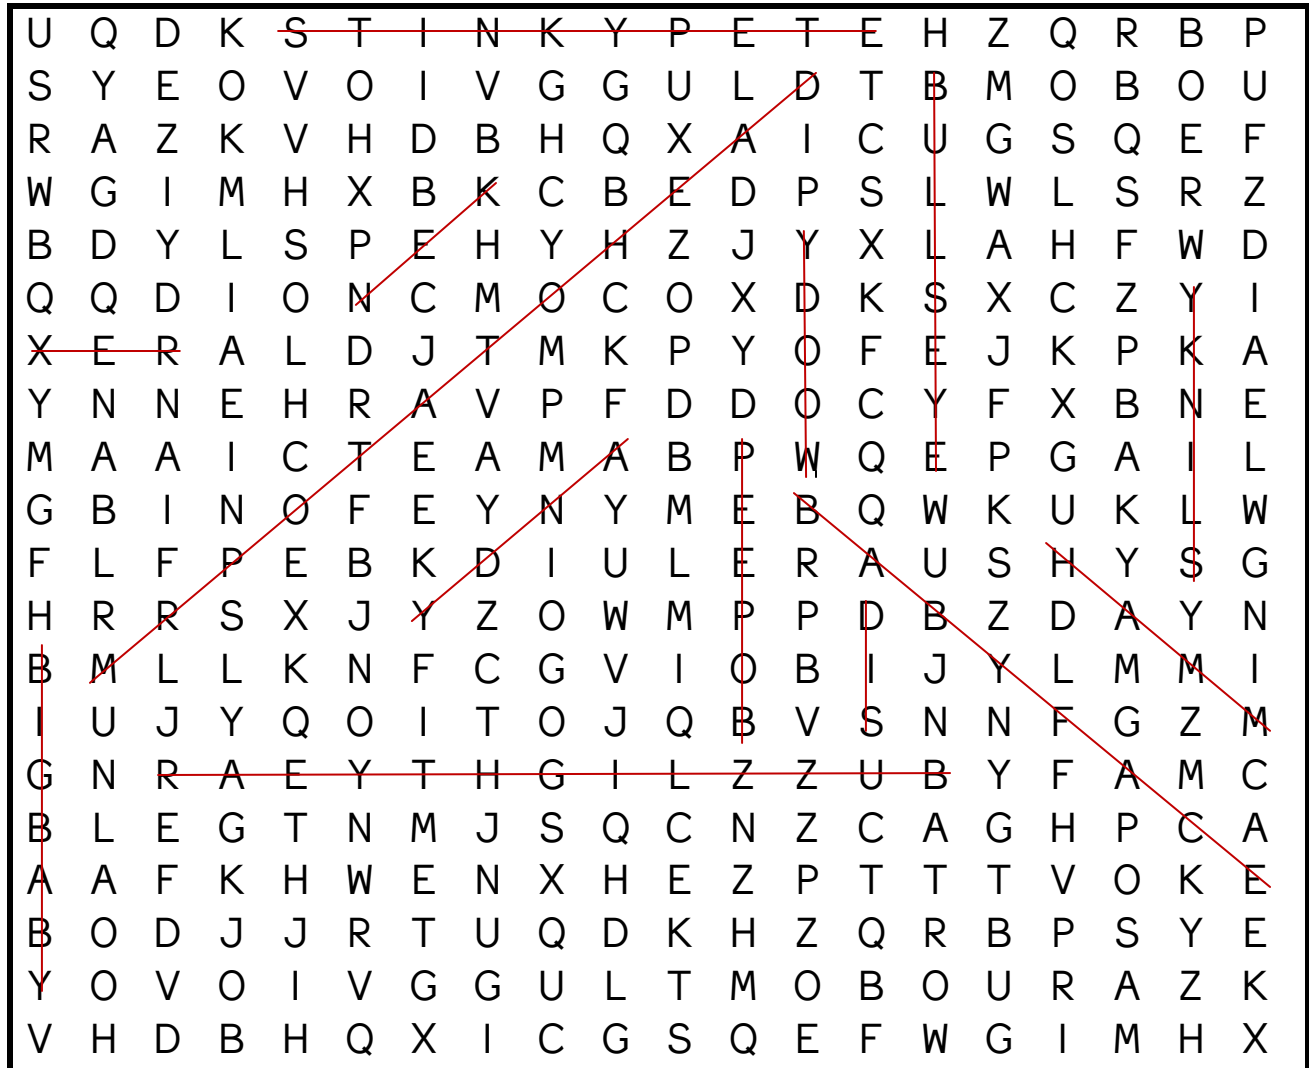 U Q D K S T I N K Y P E T E H Z Q R B P
S Y E O V O I V G G U L D T B M O B O U
R A Z K V H D B H Q X A I C U G S Q E F
W G I M H X B K C B E D P S L W L S R Z
B D Y L S P E H Y H Z J Y X L A H F W D
Q Q D I O N C M O C O X D K S X C Z Y I
X E R A L D J T M K P Y O F E J K P K A
Y N N E H R A V P F D D O C Y F X B N E
M A A I C T E A M A B P W Q E P G A I L
G B I N O F E Y N Y M E B Q W K U K L W
F L F P E B K D I U L E R A U S H Y S G
H R R S X J Y Z O W M P P D B Z D A Y N
B M L L K N F C G V I O B I J Y L M M I
I U J Y Q O I T O J Q B V S N N F G Z M
G N R A E Y T H G I L Z Z U B Y F A M C
B L E G T N M J S Q C N Z C A G H P C A
A A F K H W E N X H E Z P T T T V O K E
B O D J J R T U Q D K H Z Q R B P S Y E
Y O V O I V G G U L T M O B O U R A Z K
V H D B H Q X I C G S Q E F W G I M H X